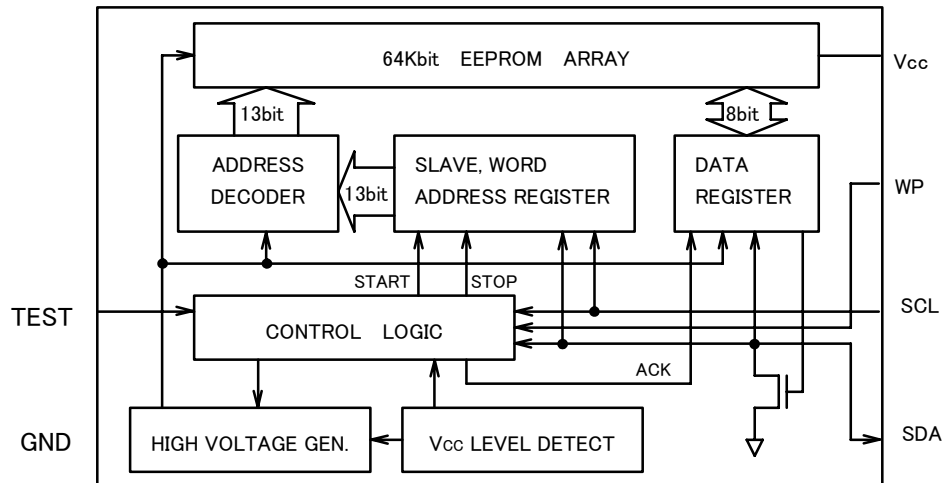 64Kbit EEPROM ARRAY
Vcc
13bit
8bit
ADDRESS
DECODER
13bit
SLAVE, WORD
ADDRESS REGISTER
DATA
REGISTER
WP
START
STOP
TEST
CONTROL LOGIC
SCL
ACK
GND
HIGH VOLTAGE GEN.
Vcc LEVEL DETECT
SDA